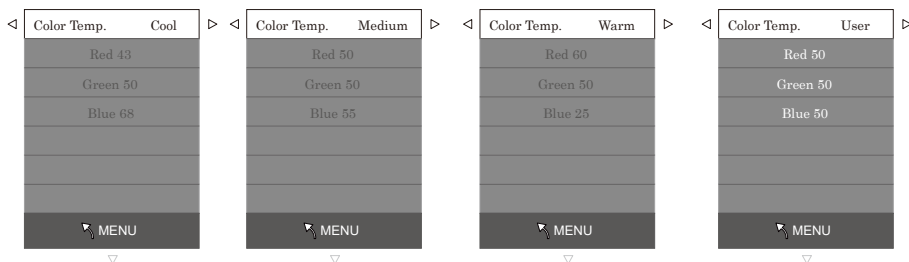 Color Temp. Cool
Red 43
Green 50
Blue 68
MENU
Color Temp. Medium
Red 50
Green 50
Blue 55
MENU
Color Temp. Warm
Red 60
Green 50
Blue 25
MENU
Color Temp. User
Red 50
Green 50
Blue 50
MENU